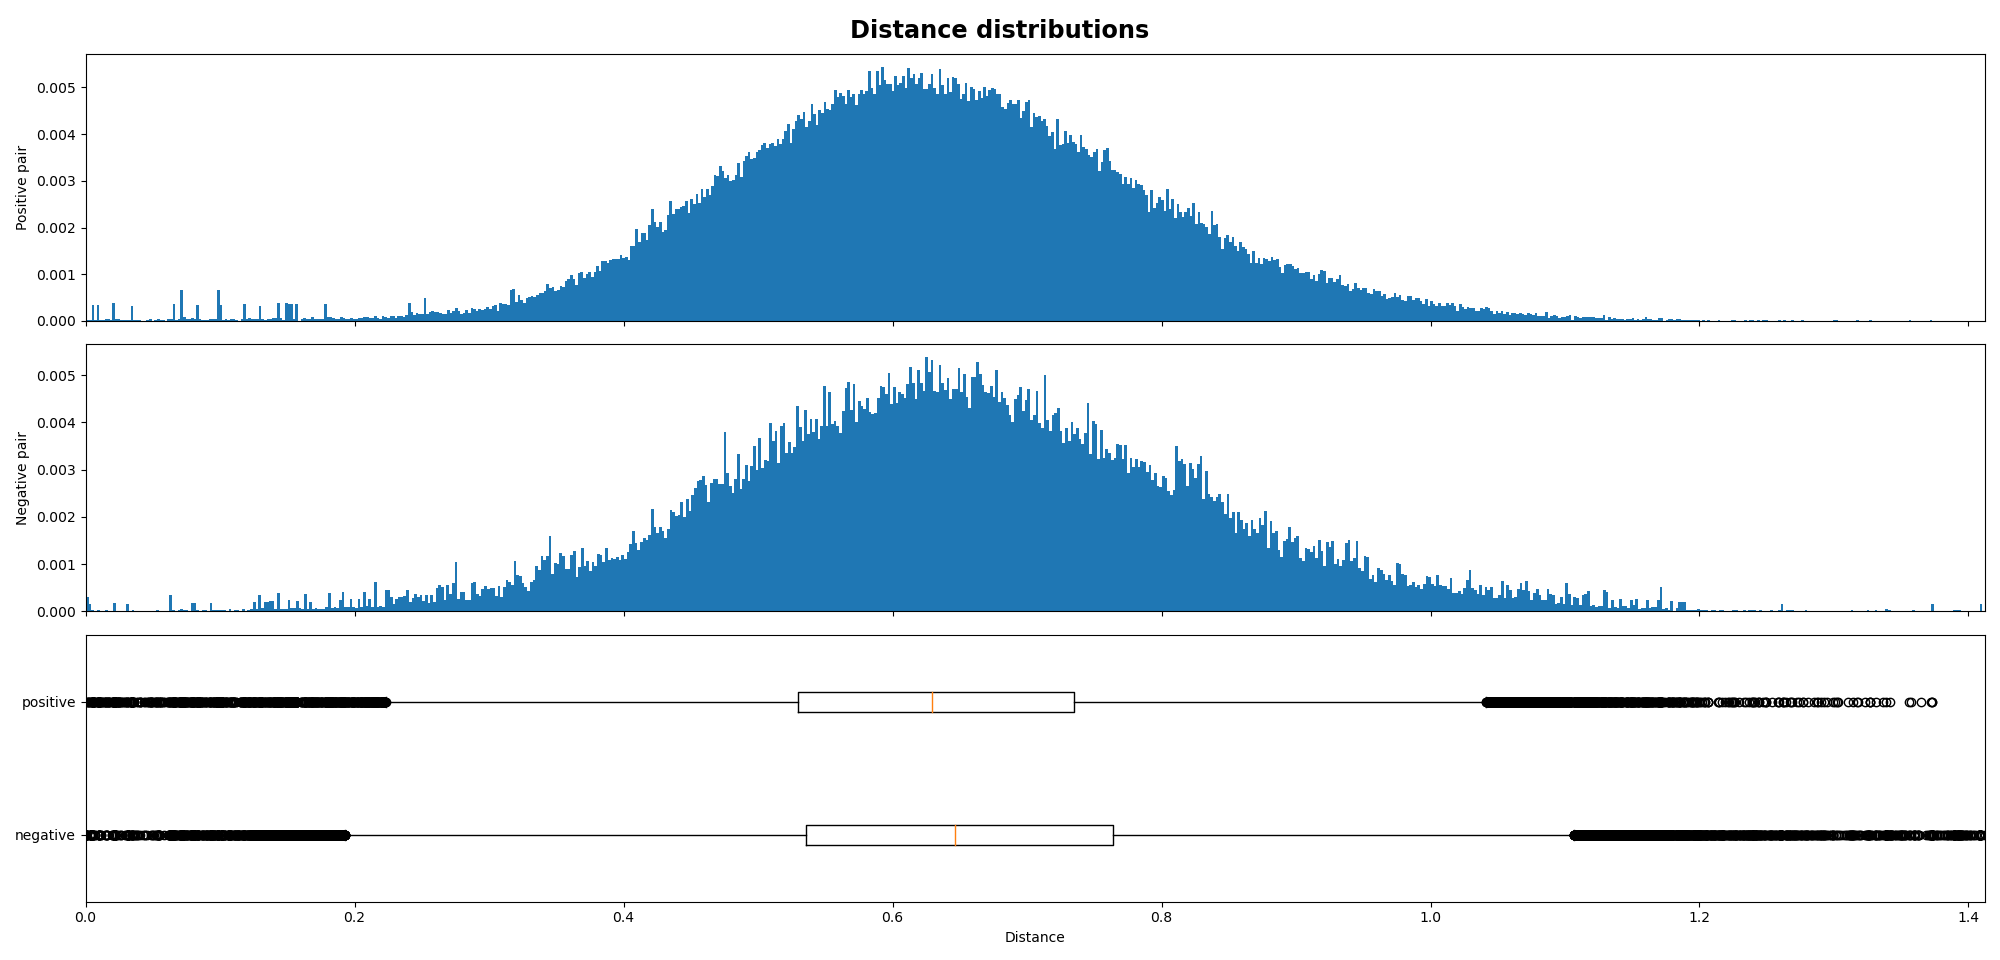 Distance distributions
Positive pair
0.005
0.004
0.003
0.002
0.001
0.000
Negative pair
0.005
0.004
0.003
0.002
0.001
0.000
positive
negative
0.0 0.2 0.4 0.6 0.8 1.0 1.2 1.4
Distance